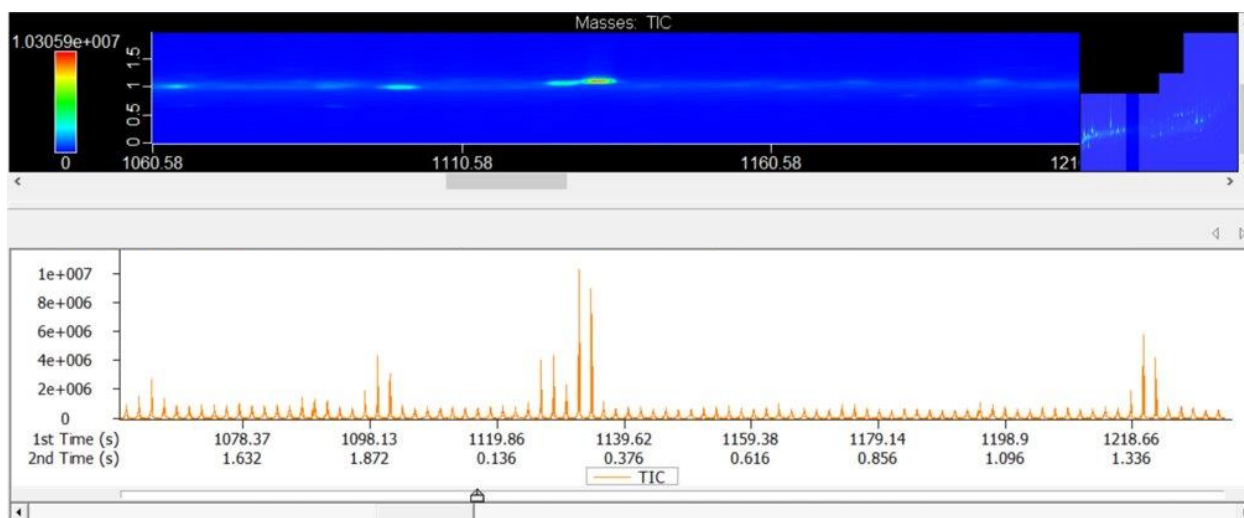 Masses: TIC
1.03059e+007
0
1.5
1
0.5
0
1060.58 1110.58 1160.58 121
1e+007
8e+006
6e+006
4e+006
2e+006
0
1st Time (s) 1078.37 1098.13 1119.86 1139.62 1159.38 1179.14 1198.9 1218.66
2nd Time (s) 1.632 1.872 0.136 0.376 0.616 0.856 1.096 1.336
TIC